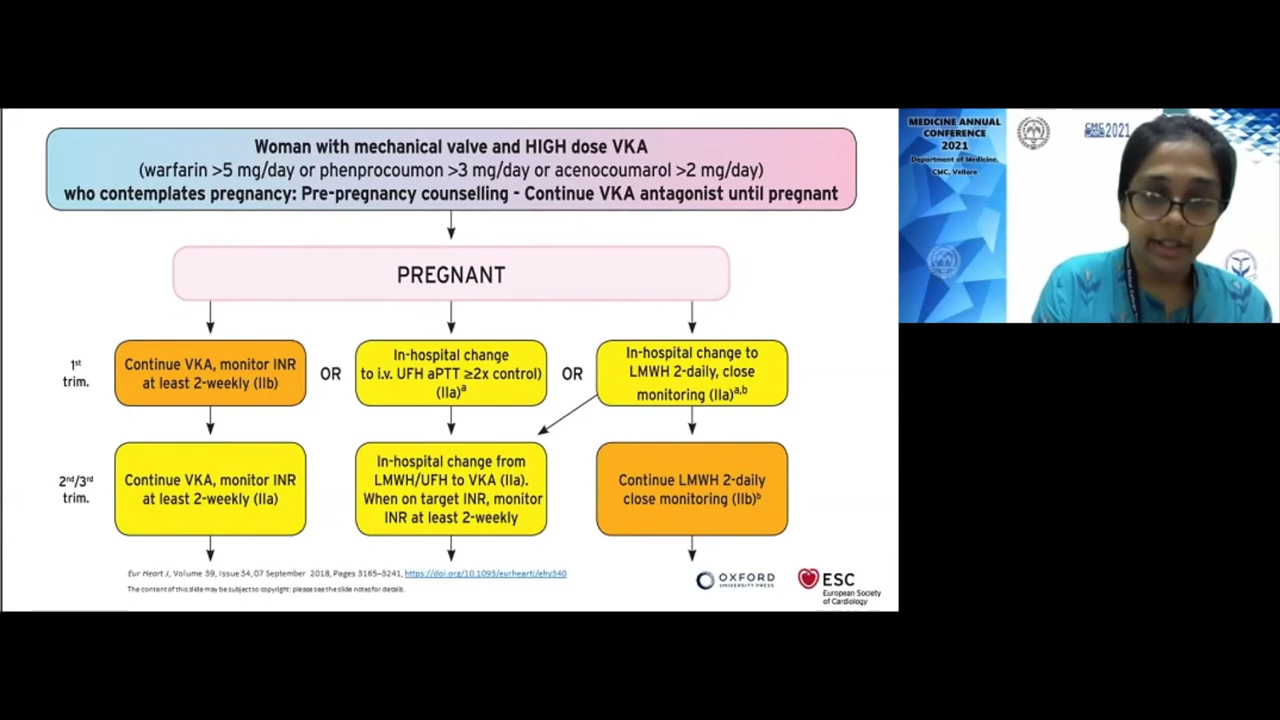 Woman with mechanical valve and HIGH dose VKA
(warfarin >5 mg/day or phenprocoumon >3 mg/day or acenocoumarol >2 mg/day)
who contemplates pregnancy: Pre-pregnancy counselling - Continue VKA antagonist until pregnant
PREGNANT
1st
trim.
Continue VKA, monitor INR
at least 2-weekly (IIb)
OR
In-hospital change
to i.v. UFH aPTT ≥2x control)
(IIa)a
OR
In-hospital change to
LMWH 2-daily, close
monitoring (IIa)a,b
2nd/3rd
trim.
Continue VKA, monitor INR
at least 2-weekly (IIa)
In-hospital change from
LMWH/UFH to VKA (IIa).
When on target INR, monitor
INR at least 2-weekly
Continue LMWH 2-daily
close monitoring (IIb)b
Eur Heart J, Volume 39, Issue 34, 07 September 2018, Pages 3165–3241, https://doi.org/10.1093/eurheartj/ehy340
The content of this slide may be subject to copyright: please see the slide notes for details.
OXFORD
UNIVERSITY PRESS
ESC
European Society
of Cardiology
MEDICINE ANNUAL
CONFERENCE
2021
Department of Medicine,
CMC, Vellore
CMC
2021